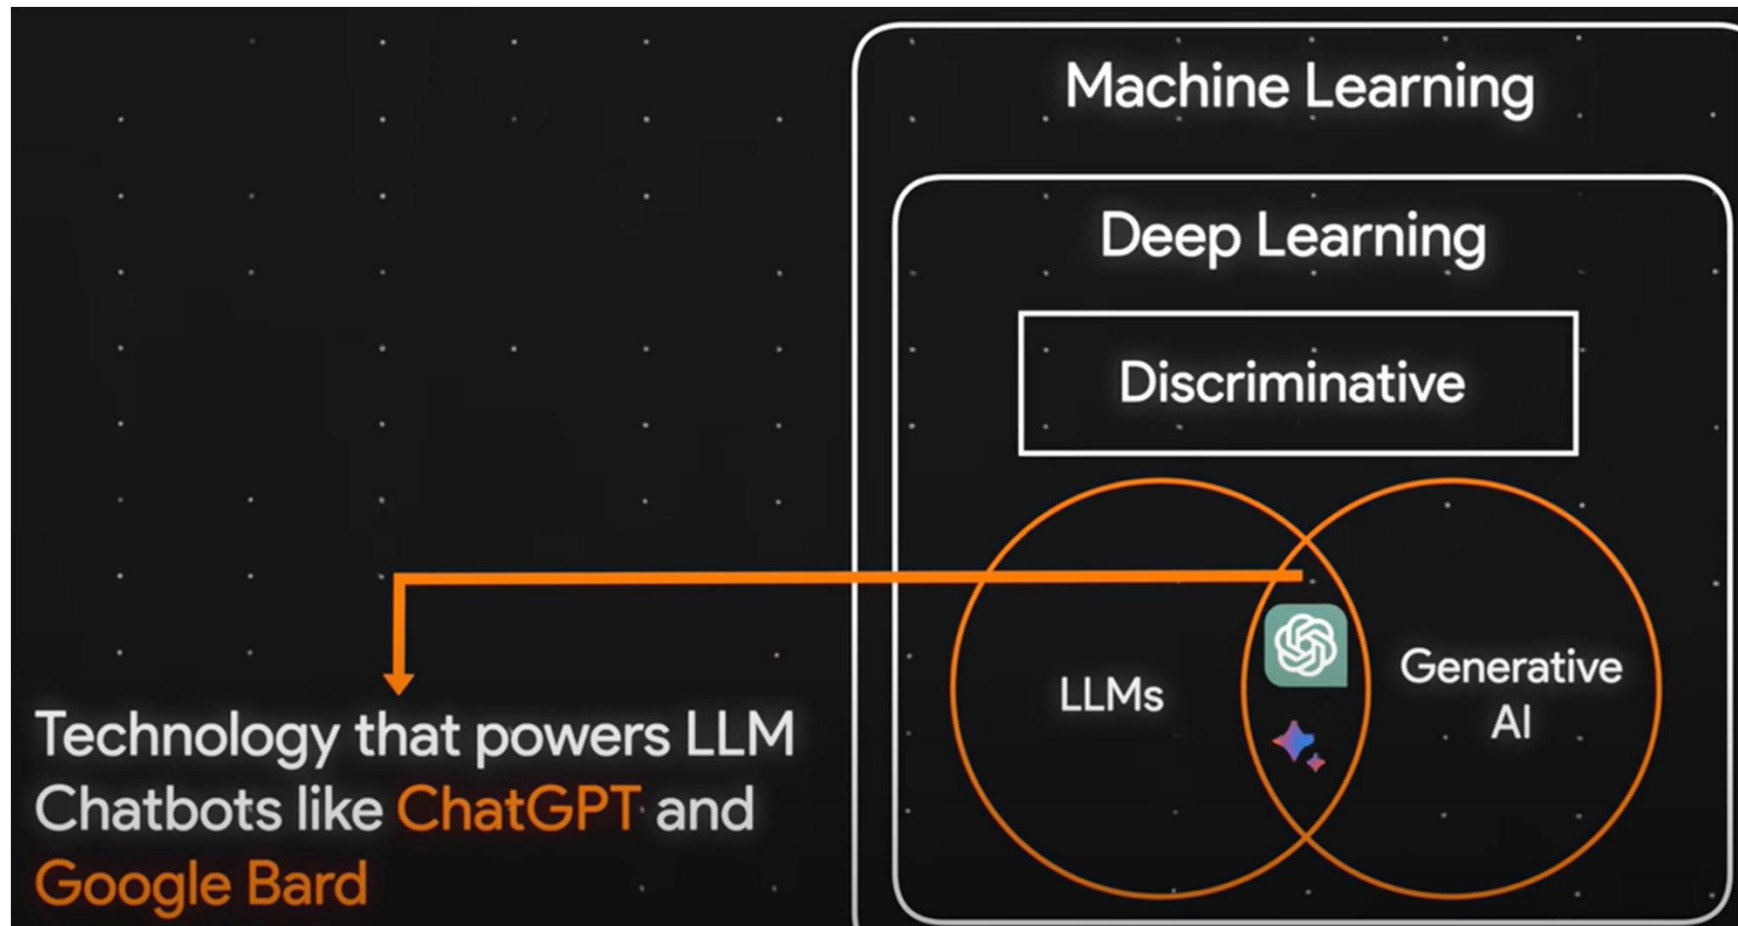 Machine Learning
Deep Learning
Discriminative
LLMs
Generative
AI
Technology that powers LLM
Chatbots like ChatGPT and
Google Bard